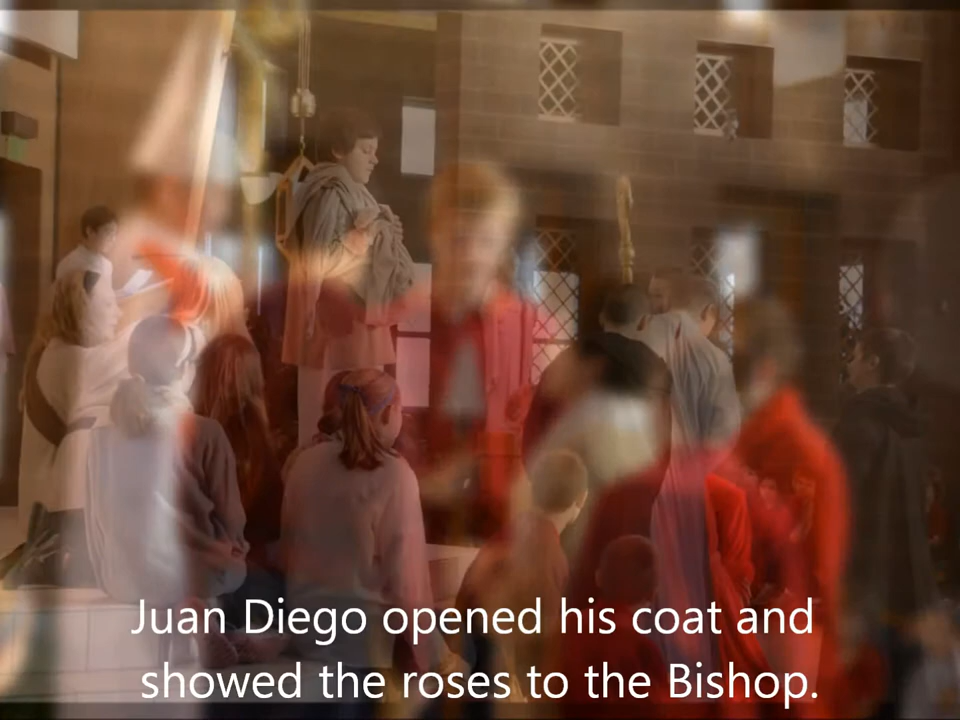 Juan Diego opened his coat and
showed the roses to the Bishop.